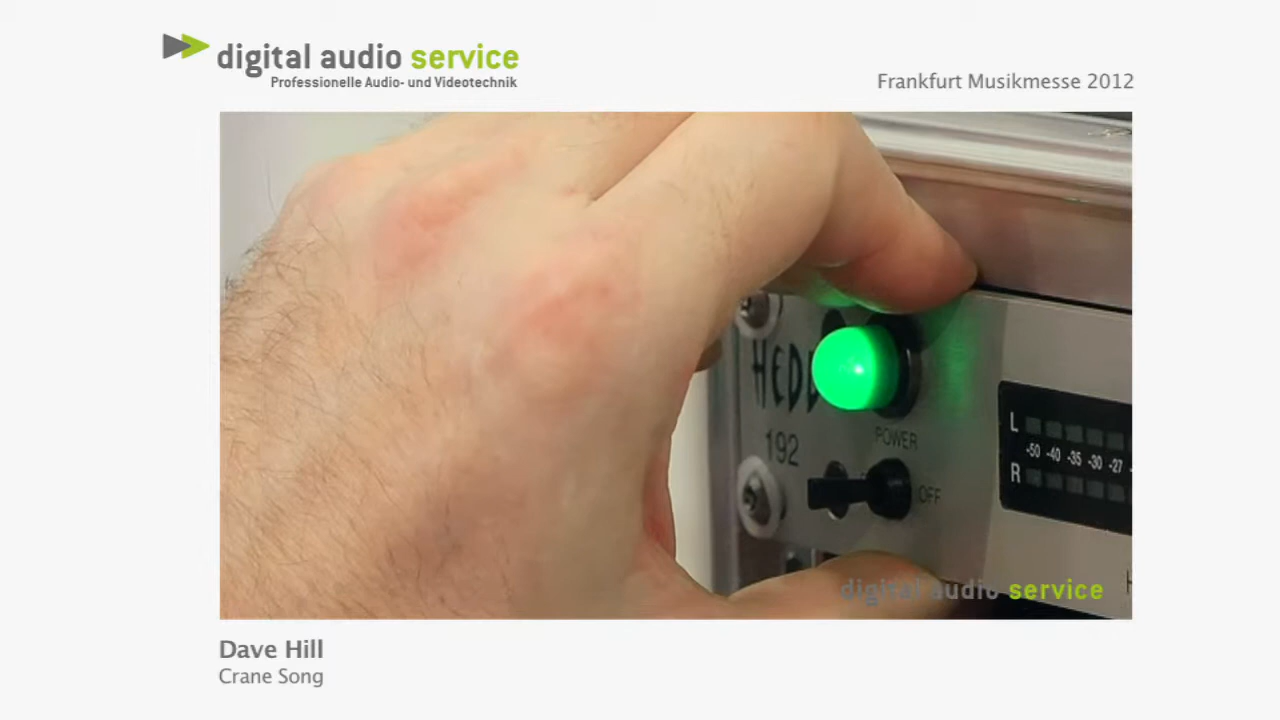 digital audio service
Professionelle Audio- und Videotechnik
Frankfurt Musikmesse 2012
HEDD
192
POWER
OFF
L
-50 -40 -35 -30 -27
R
digital audio service
H
Dave Hill
Crane Song